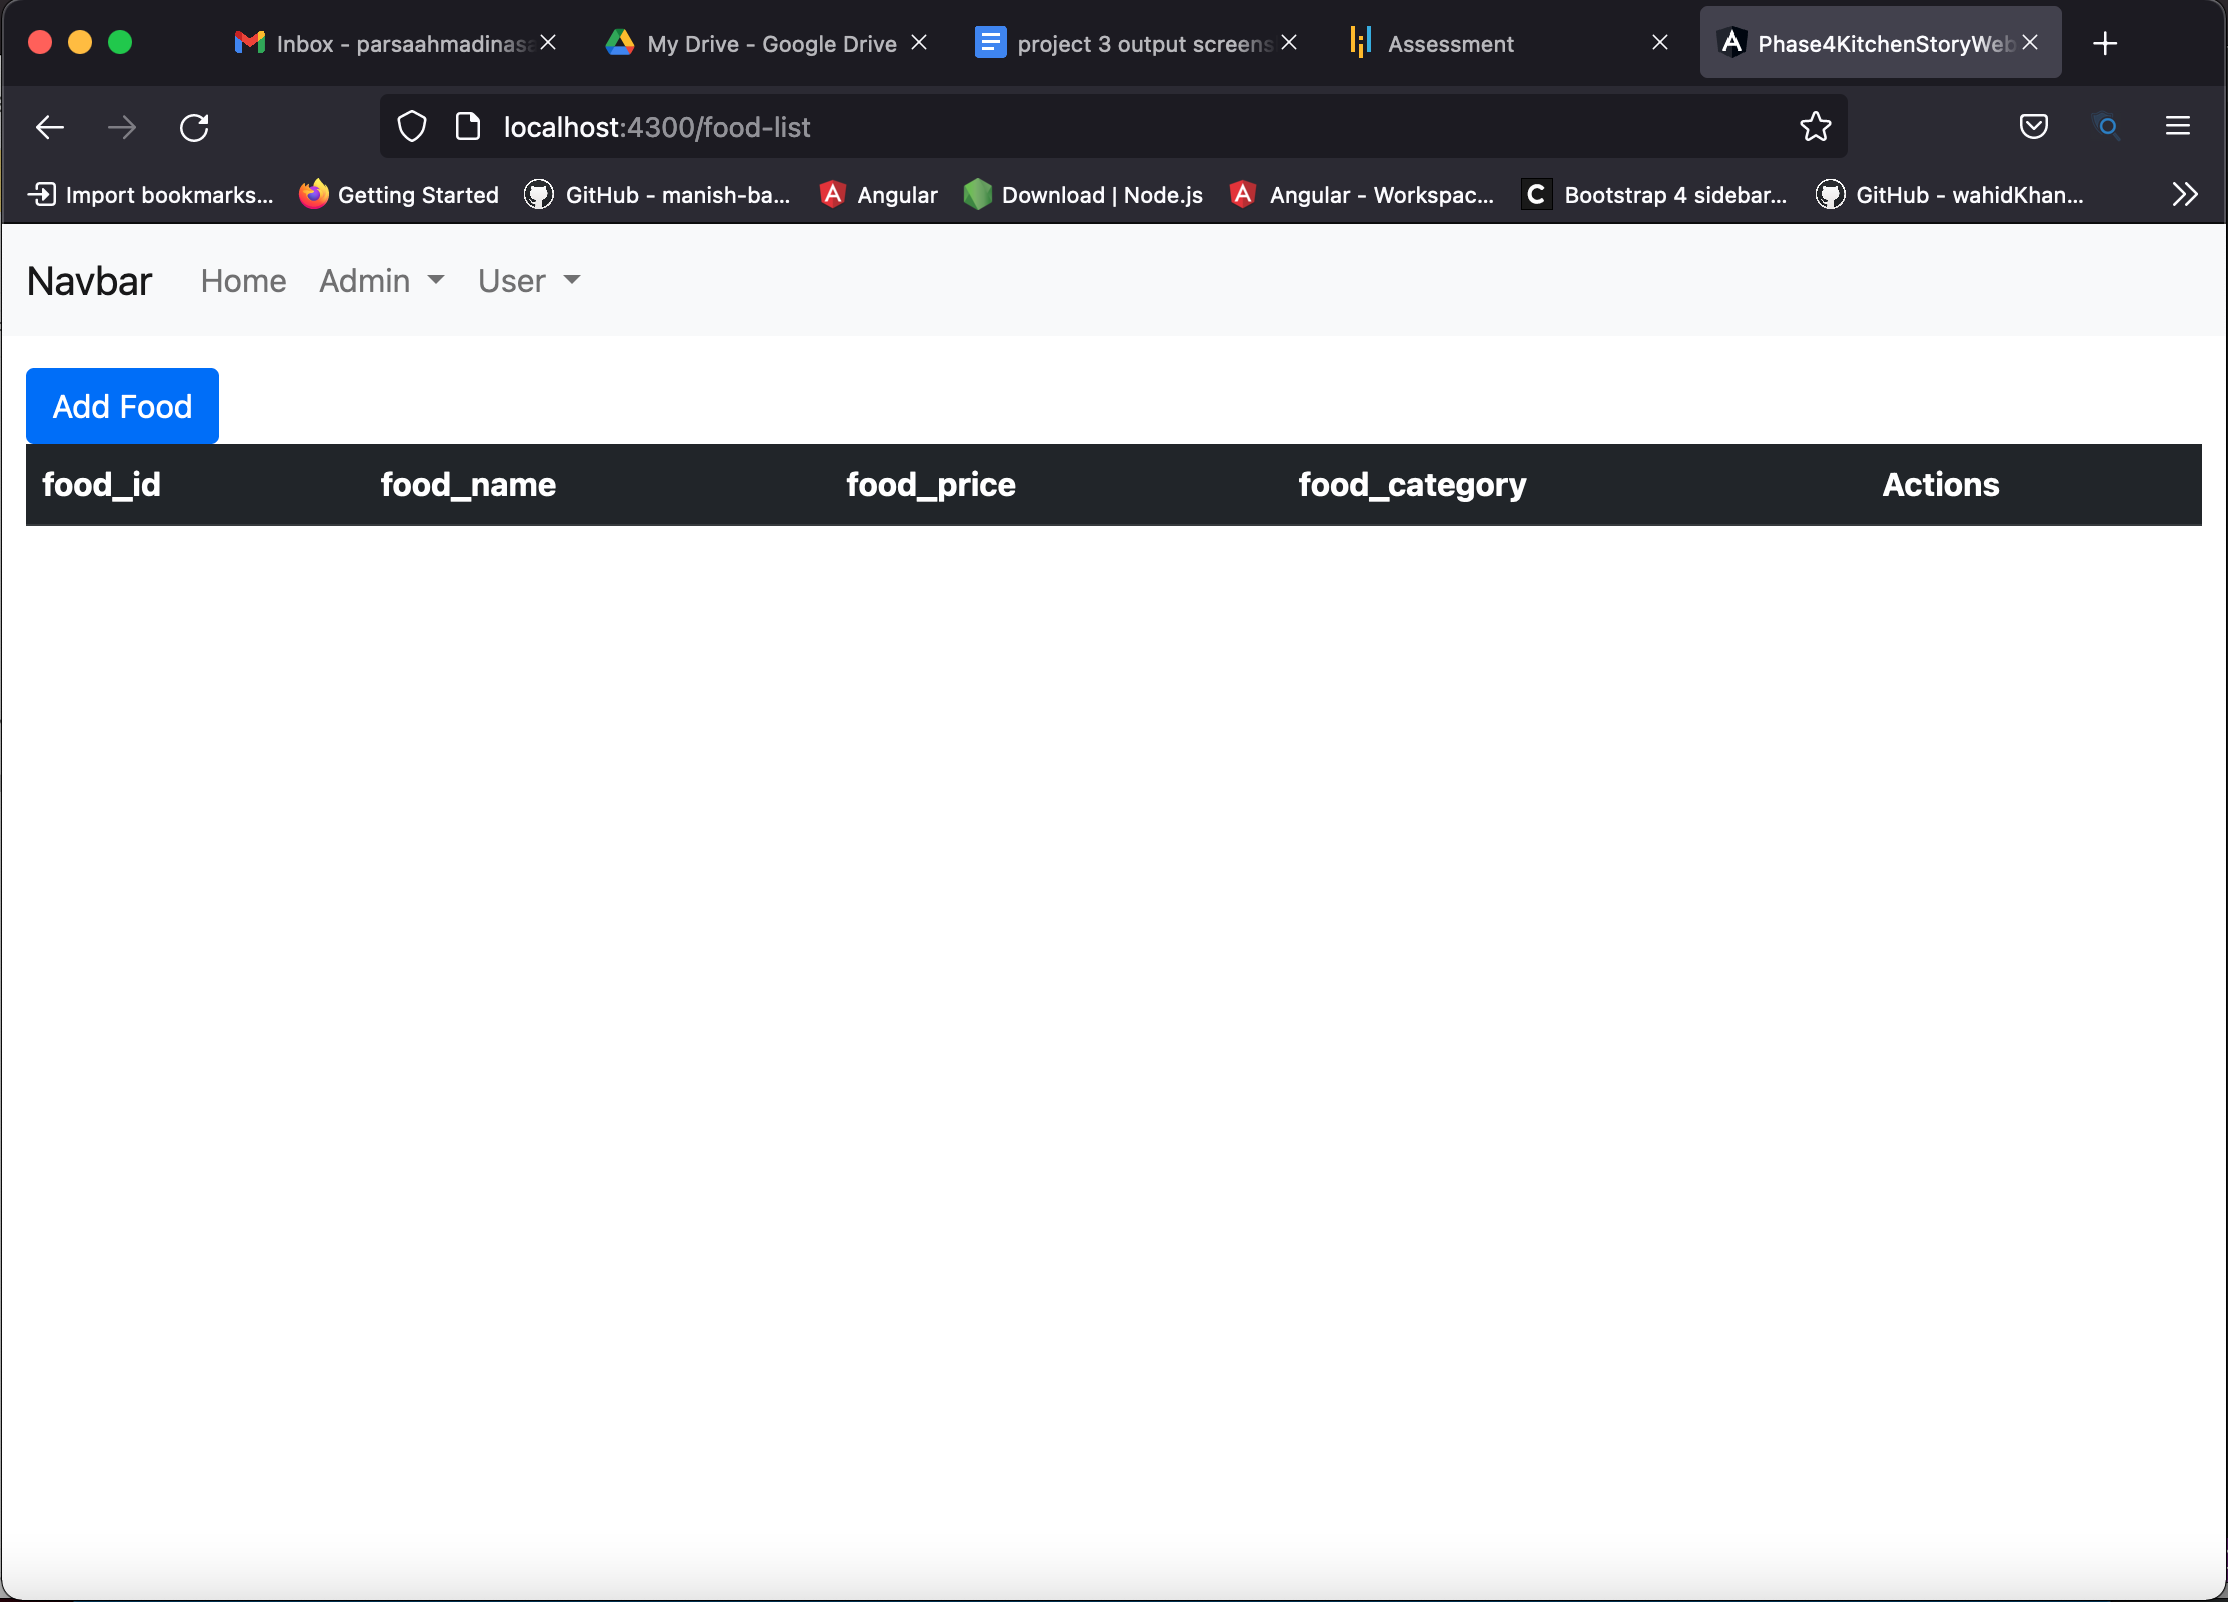 Inbox - parsaahmadinasa
My Drive - Google Drive
project 3 output screens
Assessment
Phase4KitchenStoryWeb
localhost:4300/food-list
Import bookmarks...
Getting Started
GitHub - manish-ba...
Angular
Download | Node.js
Angular - Workspac...
C Bootstrap 4 sidebar...
GitHub - wahidKhan...
Navbar Home Admin User
Add Food
food_id food_name food_price food_category Actions